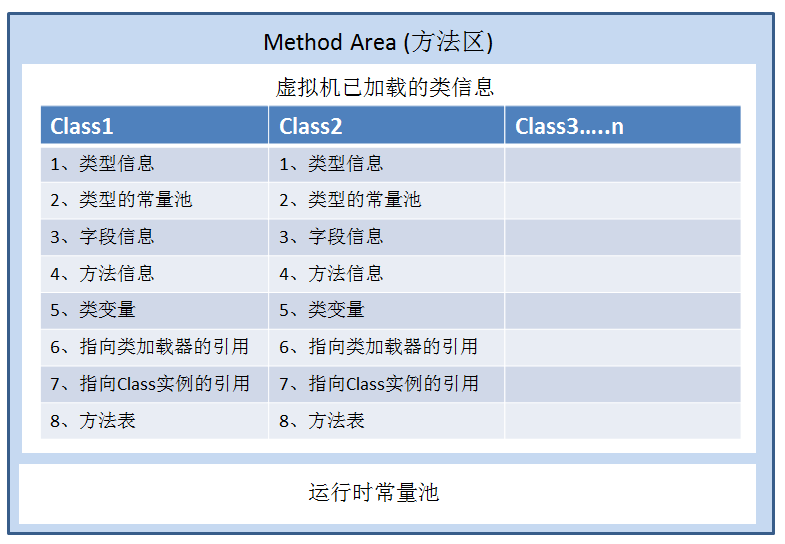 Method Area (方法区)
虚拟机已加载的类信息
Class1 Class2 Class3…..n
1、类型信息 1、类型信息
2、类型的常量池 2、类型的常量池
3、字段信息 3、字段信息
4、方法信息 4、方法信息
5、类变量 5、类变量
6、指向类加载器的引用 6、指向类加载器的引用
7、指向Class实例的引用 7、指向Class实例的引用
8、方法表 8、方法表
运行时常量池